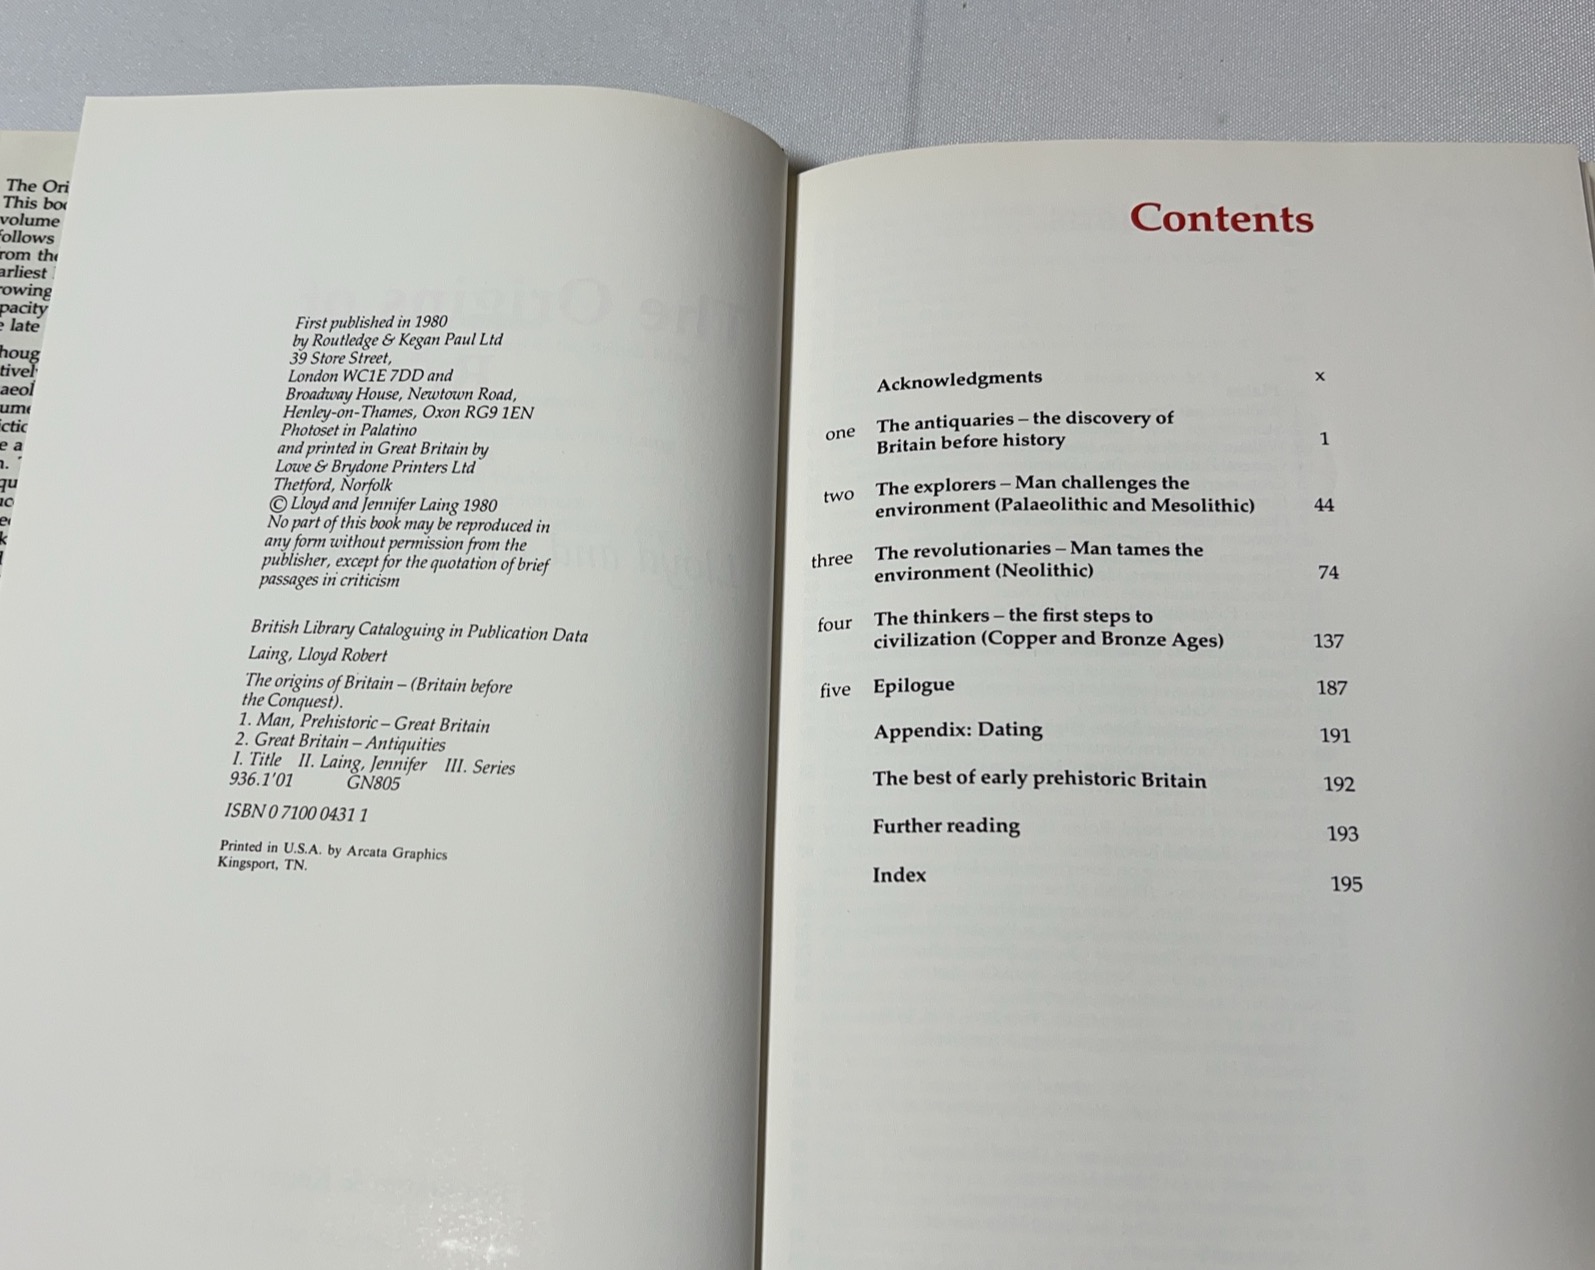 The Ori
This bo
volume
follows
rom the
arliest
rowing
pacity
late
First published in 1980
by Routledge & Kegan Paul Ltd
39 Store Street,
London WC1E 7DD and
Broadway House, Newtown Road,
Henley-on-Thames, Oxon RG9 1EN
Photoset in Palatino
and printed in Great Britain by
Lowe & Brydone Printers Ltd
Thetford, Norfolk
© Lloyd and Jennifer Laing 1980
No part of this book may be reproduced in
any form without permission from the
publisher, except for the quotation of brief
passages in criticism
British Library Cataloguing in Publication Data
Laing, Lloyd Robert
The origins of Britain – (Britain before
the Conquest).
1. Man, Prehistoric – Great Britain
2. Great Britain – Antiquities
I. Title II. Laing, Jennifer III. Series
936.1'01 GN805
ISBN 0 7100 0431 1
Printed in U.S.A. by Arcata Graphics
Kingsport, TN.
Contents
Acknowledgments x
one The antiquaries – the discovery of
Britain before history 1
two The explorers – Man challenges the
environment (Palaeolithic and Mesolithic) 44
three The revolutionaries – Man tames the
environment (Neolithic) 74
four The thinkers – the first steps to
civilization (Copper and Bronze Ages) 137
five Epilogue 187
Appendix: Dating 191
The best of early prehistoric Britain 192
Further reading 193
Index 195